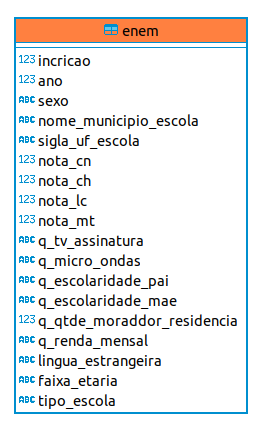 enem
123 incricao
123 ano
ABC sexo
ABC nome_municipio_escola
ABC sigla_uf_escola
123 nota_cn
123 nota_ch
123 nota_lc
123 nota_mt
ABC q_tv_assinatura
ABC q_micro_ondas
ABC q_escolaridade_pai
ABC q_escolaridade_mae
123 q_qtde_moraddor_residencia
ABC q_renda_mensal
ABC lingua_estrangeira
ABC faixa_etaria
ABC tipo_escola